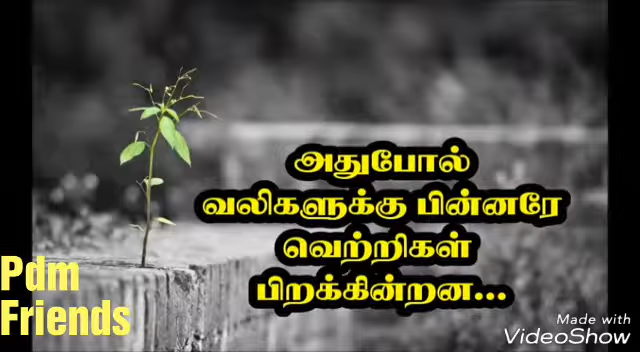 அதுபோல்
வலிகளுக்கு பின்னரே
வெற்றிகள்
பிறக்கின்றன...
Pdm
Friends
Made with
VideoShow